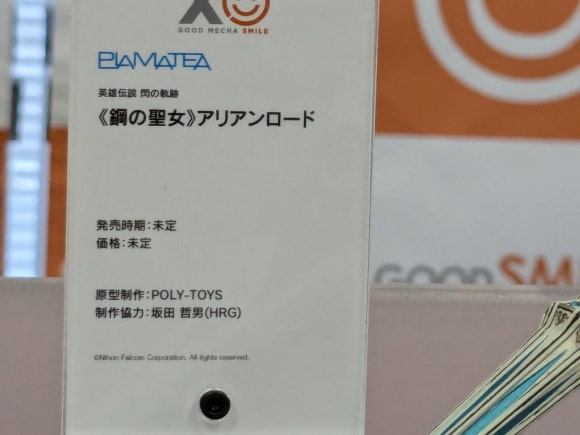 GOOD MECHA SMILE
PLAMATEA
英雄伝説 閃の軌跡
《鋼の聖女》アリアンロード
発売時期:未定
価格:未定
原型制作:POLY-TOYS
制作協力:坂田 哲男(HRG)
©Nihon Falcom Corporation. All rights reserved.
GOOD SM